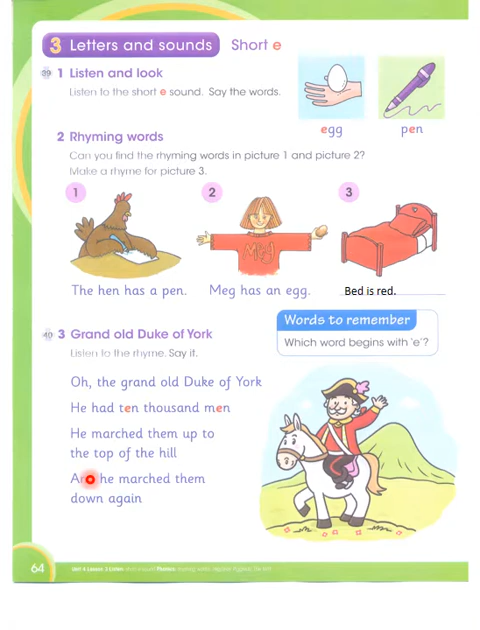 3 Letters and sounds Short e
39 1 Listen and look
Listen to the short e sound. Say the words.
egg pen
2 Rhyming words
Can you find the rhyming words in picture 1 and picture 2?
Make a rhyme for picture 3.
1 2 3
Meg
The hen has a pen. Meg has an egg. Bed is red.
Words to remember
Which word begins with 'e'?
40 3 Grand old Duke of York
Listen to the rhyme. Say it.
Oh, the grand old Duke of York
He had ten thousand men
He marched them up to
the top of the hill
he marched them
down again
64 Unit 4 Lesson 3 Listen